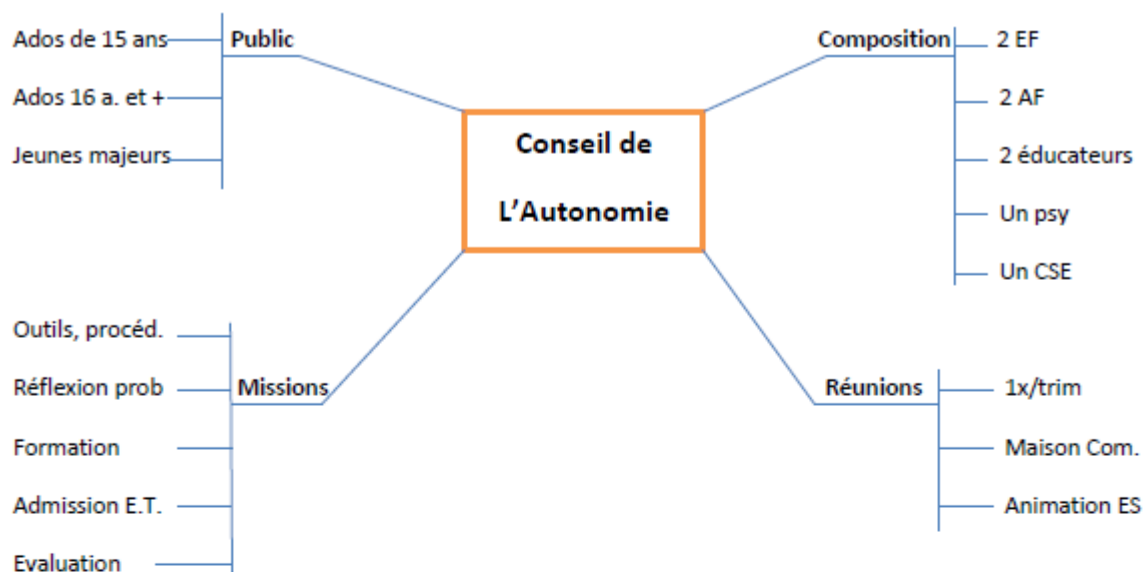 Conseil de
L’Autonomie
Public
Ados de 15 ans
Ados 16 a. et +
Jeunes majeurs
Composition
2 EF
2 AF
2 éducateurs
Un psy
Un CSE
Missions
Outils, procéd.
Réflexion prob
Formation
Admission E.T.
Evaluation
Réunions
1x/trim
Maison Com.
Animation ES